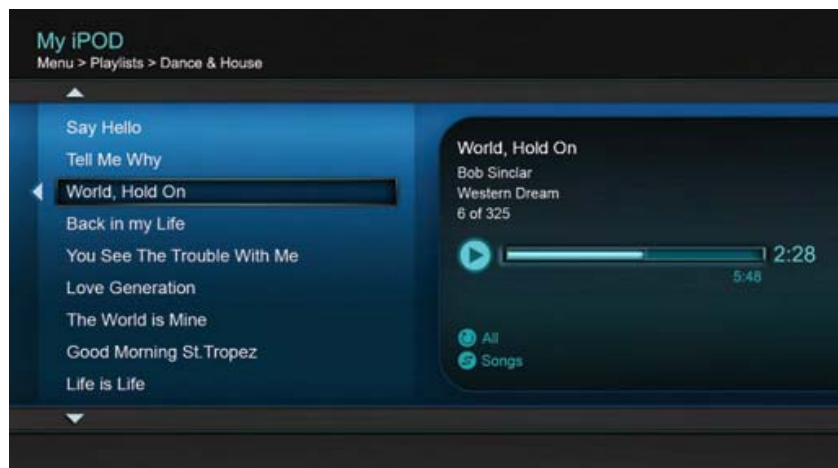 My iPOD
Menu > Playlists > Dance & House
Say Hello
Tell Me Why
World, Hold On
Back in my Life
You See The Trouble With Me
Love Generation
The World is Mine
Good Morning St.Tropez
Life is Life
World, Hold On
Bob Sinclar
Western Dream
6 of 325
2:28
5:48
All
Songs